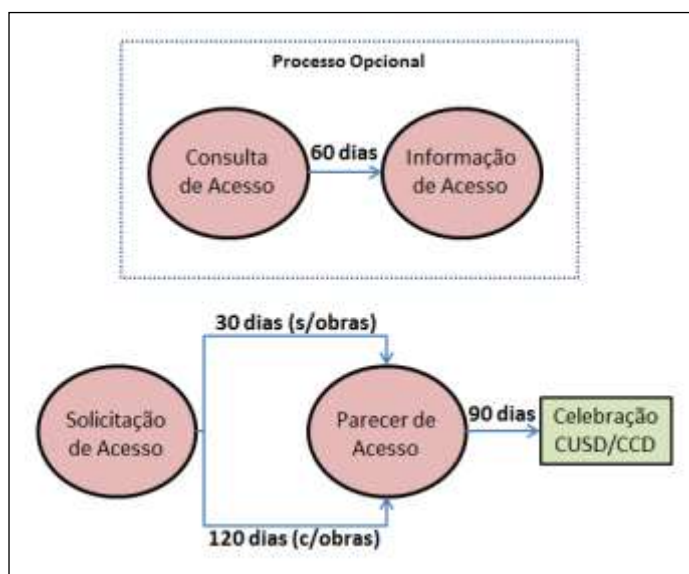 Processo Opcional
Consulta
de Acesso
60 dias
Informação
de Acesso
30 dias (s/obras)
Solicitação
de Acesso
Parecer de
Acesso
90 dias
Celebração
CUSD/CCD
120 dias (c/obras)